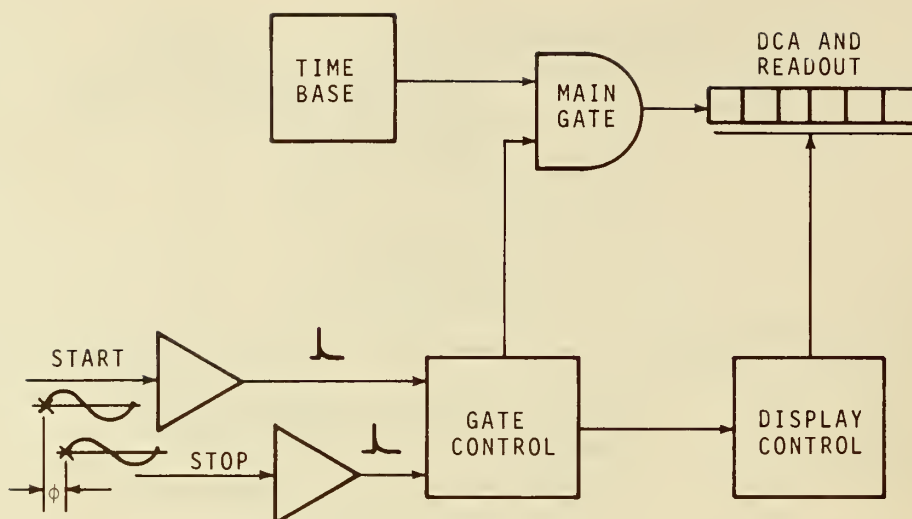 TIME
BASE
MAIN
GATE
DCA AND
READOUT
START
STOP
ϕ
GATE
CONTROL
DISPLAY
CONTROL